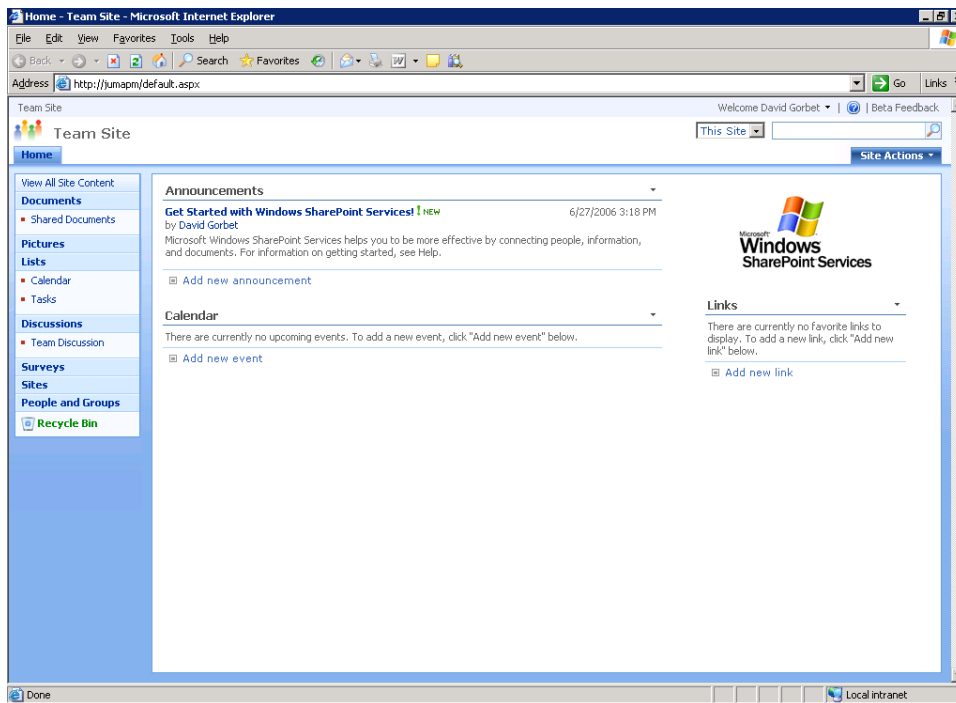 Home - Team Site - Microsoft Internet Explorer
File Edit View Favorites Tools Help
Back Search Favorites
Address http://jumapm/default.aspx Go Links
Team Site Welcome David Gorbet | Beta Feedback
Team Site This Site
Home Site Actions
View All Site Content
Documents
Shared Documents
Pictures
Lists
Calendar
Tasks
Discussions
Team Discussion
Surveys
Sites
People and Groups
Recycle Bin
Announcements
Get Started with Windows SharePoint Services! ! NEW 6/27/2006 3:18 PM
by David Gorbet
Microsoft Windows SharePoint Services helps you to be more effective by connecting people, information,
and documents. For information on getting started, see Help.
Add new announcement
Calendar
There are currently no upcoming events. To add a new event, click "Add new event" below.
Add new event
Microsoft
Windows
SharePoint Services
Links
There are currently no favorite links to
display. To add a new link, click "Add new
link" below.
Add new link
Done Local intranet